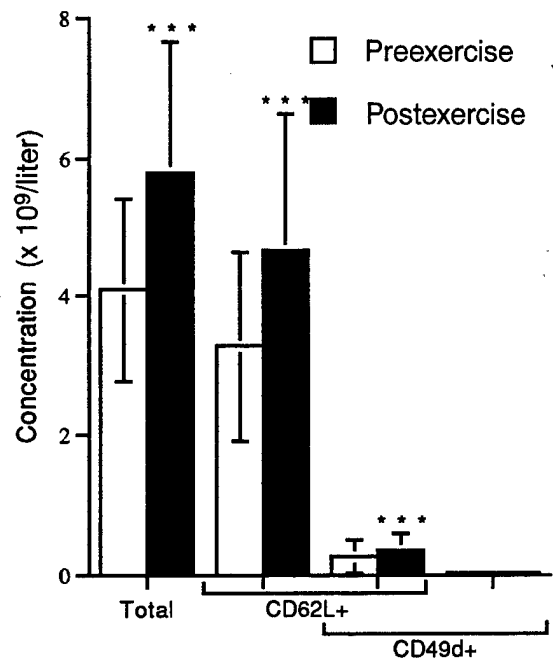 8
6
4
2
0
Concentration (x 10⁹/liter)
* * *
* * *
* * *
Preexercise
Postexercise
Total
CD62L+
CD49d+